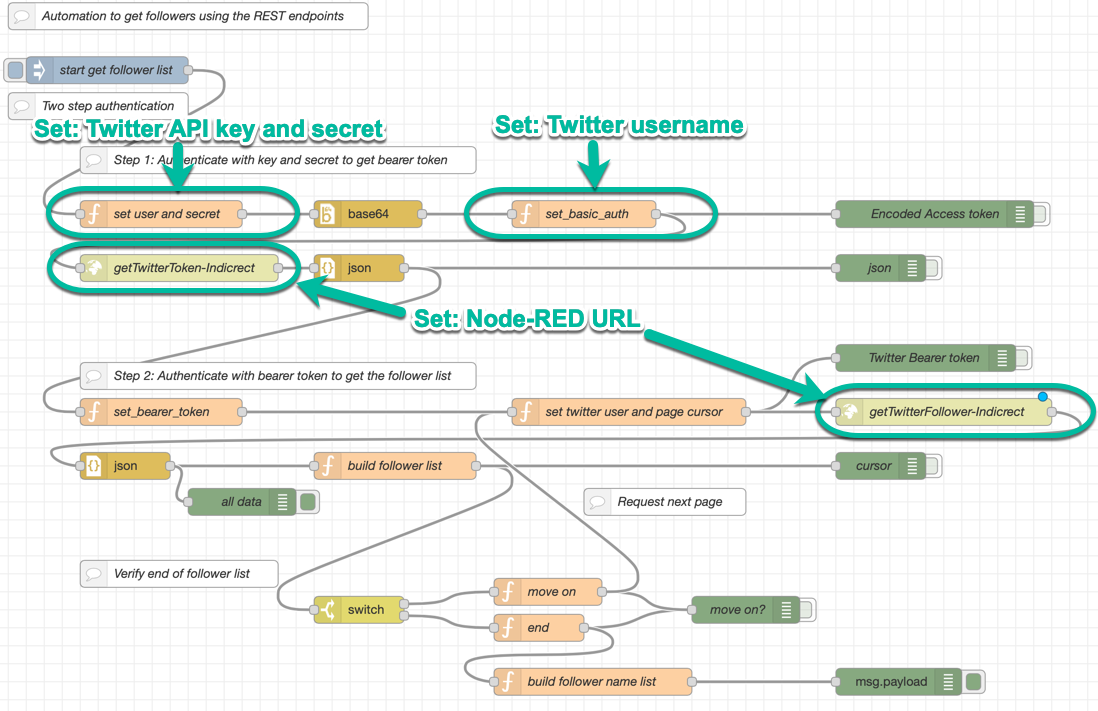 Automation to get followers using the REST endpoints
start get follower list
Two step authentication
Set: Twitter API key and secret
Set: Twitter username
Step 1: Authenticate with key and secret to get bearer token
set user and secret
base64
set_basic_auth
Encoded Access token
getTwitterToken-Indicrect
json
json
Set: Node-RED URL
Twitter Bearer token
Step 2: Authenticate with bearer token to get the follower list
set_bearer_token
set twitter user and page cursor
getTwitterFollower-Indicrect
json
build follower list
cursor
all data
Request next page
Verify end of follower list
move on
switch
move on?
end
build follower name list
msg.payload